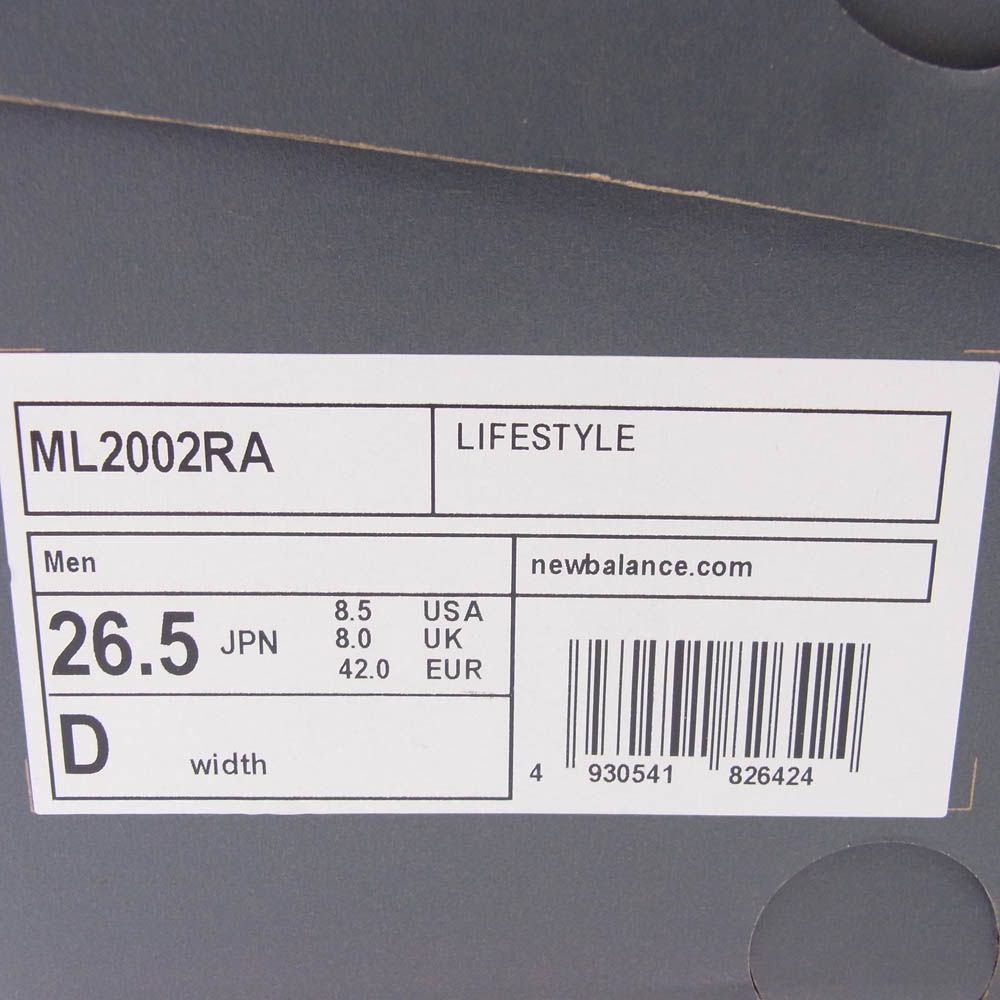 ML2002RA
LIFESTYLE
Men
newbalance.com
26.5 JPN
8.5 USA
8.0 UK
42.0 EUR
D width
4 930541 826424